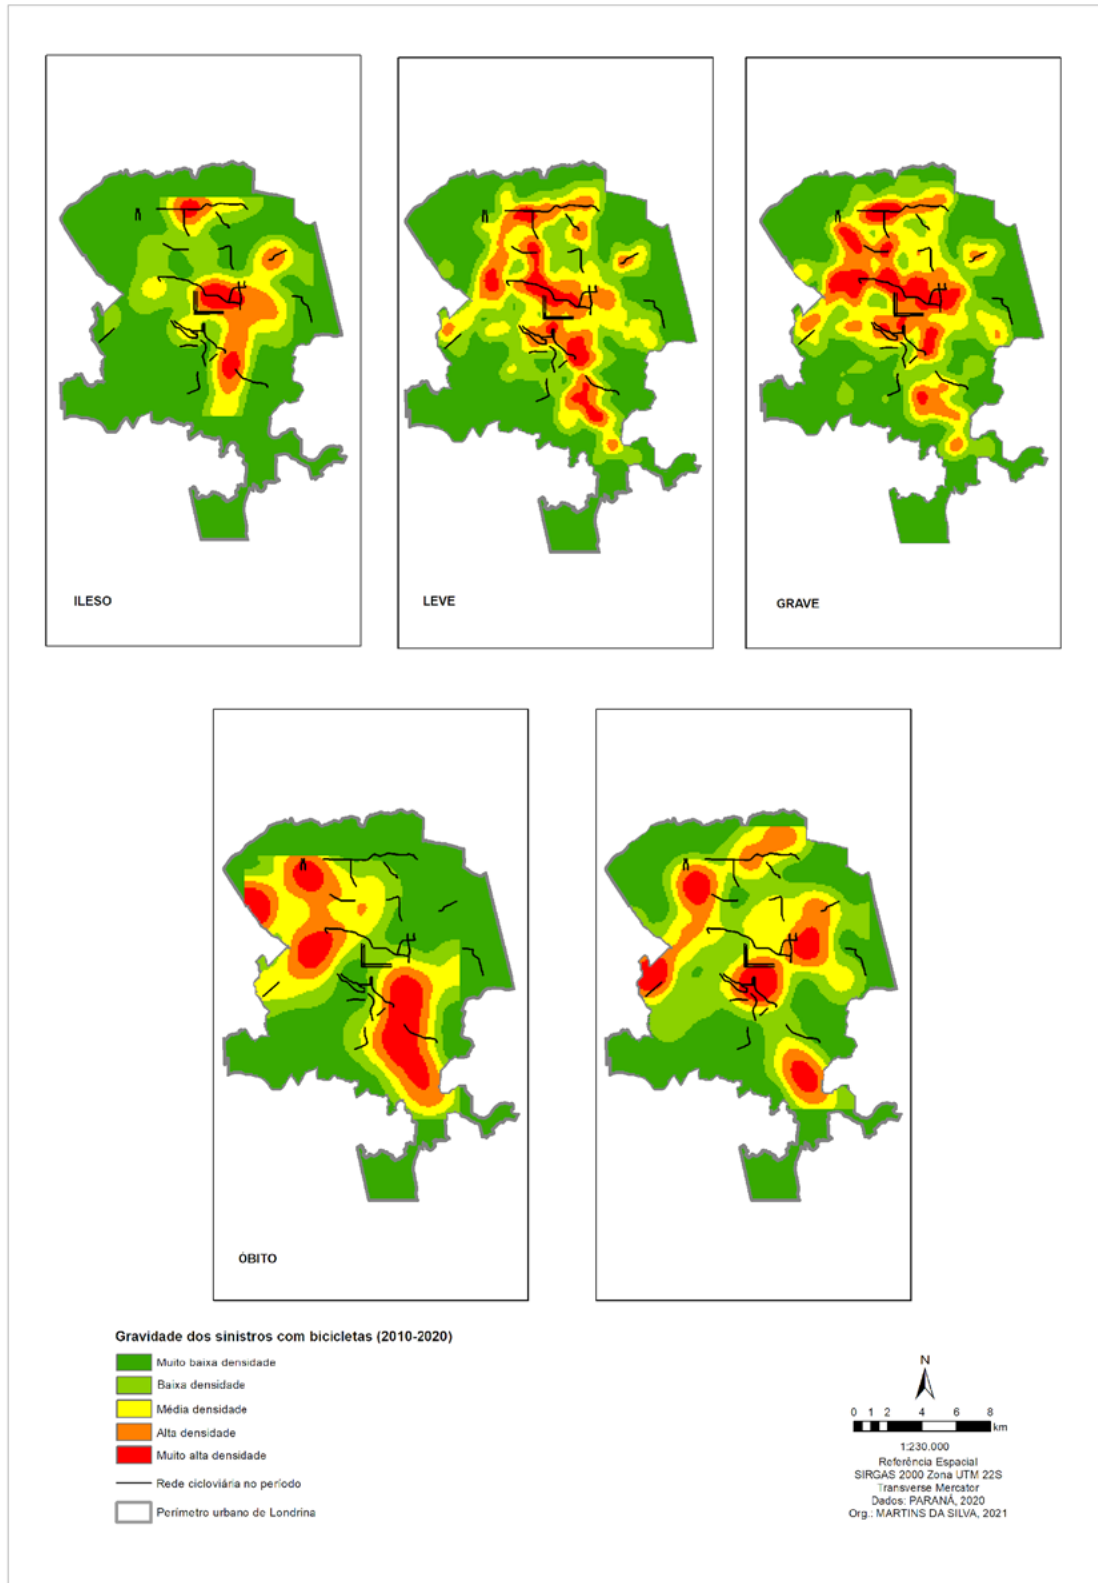 ILESO
LEVE
GRAVE
ÓBITO
Gravidade dos sinistros com bicicletas (2010-2020)
Muito baixa densidade
Baixa densidade
Média densidade
Alta densidade
Muito alta densidade
Rede cicloviária no período
Perímetro urbano de Londrina
N
0 1 2 4 6 8
km
1:230.000
Referência Espacial
SIRGAS 2000 Zona UTM 22S
Transverse Mercator
Dados: PARANÁ, 2020
Org.: MARTINS DA SILVA, 2021